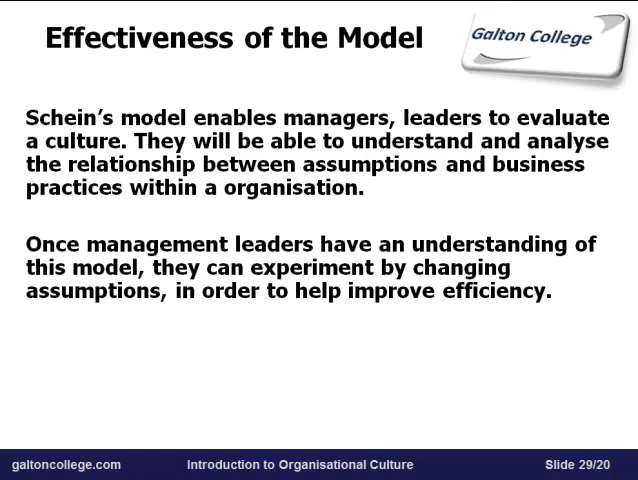 Effectiveness of the Model
Galton College
Schein's model enables managers, leaders to evaluate
a culture. They will be able to understand and analyse
the relationship between assumptions and business
practices within a organisation.
Once management leaders have an understanding of
this model, they can experiment by changing
assumptions, in order to help improve efficiency.
galtoncollege.com Introduction to Organisational Culture Slide 29/20